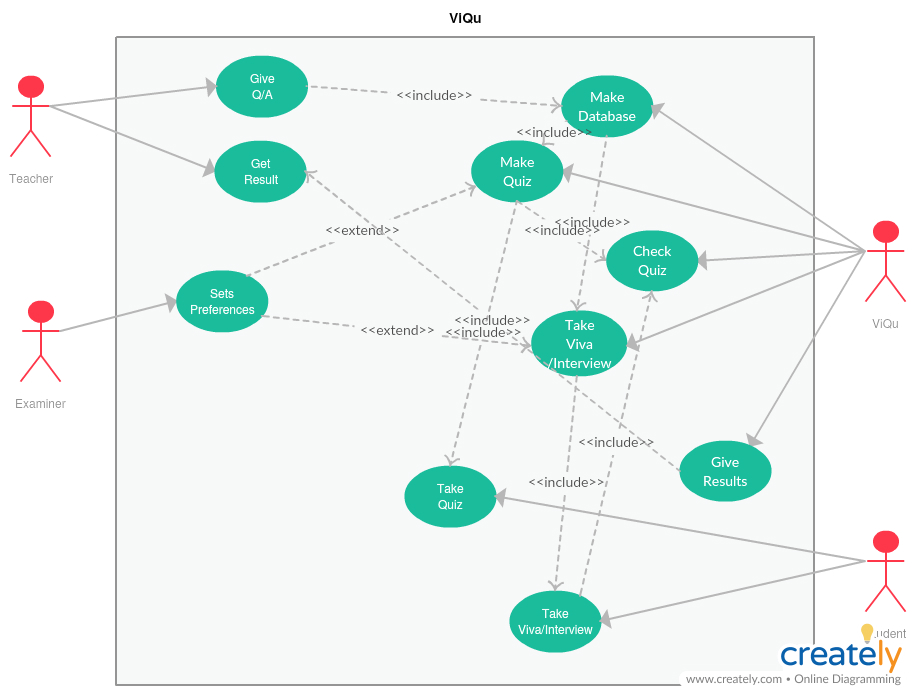 ViQu
Give
Q/A
<<include>>
Make
Database
Teacher
<<include>>
Get
Result
Make
Quiz
<<extend>>
<<include>>
<<include>>
Check
Quiz
ViQu
Sets
Preferences
<<extend>>
<<include>>
<<include>>
Take
Viva
/Interview
Examiner
<<include>>
Give
Results
<<include>>
Take
Quiz
Take
Viva/Interview
creately
www.creately.com • Online Diagramming